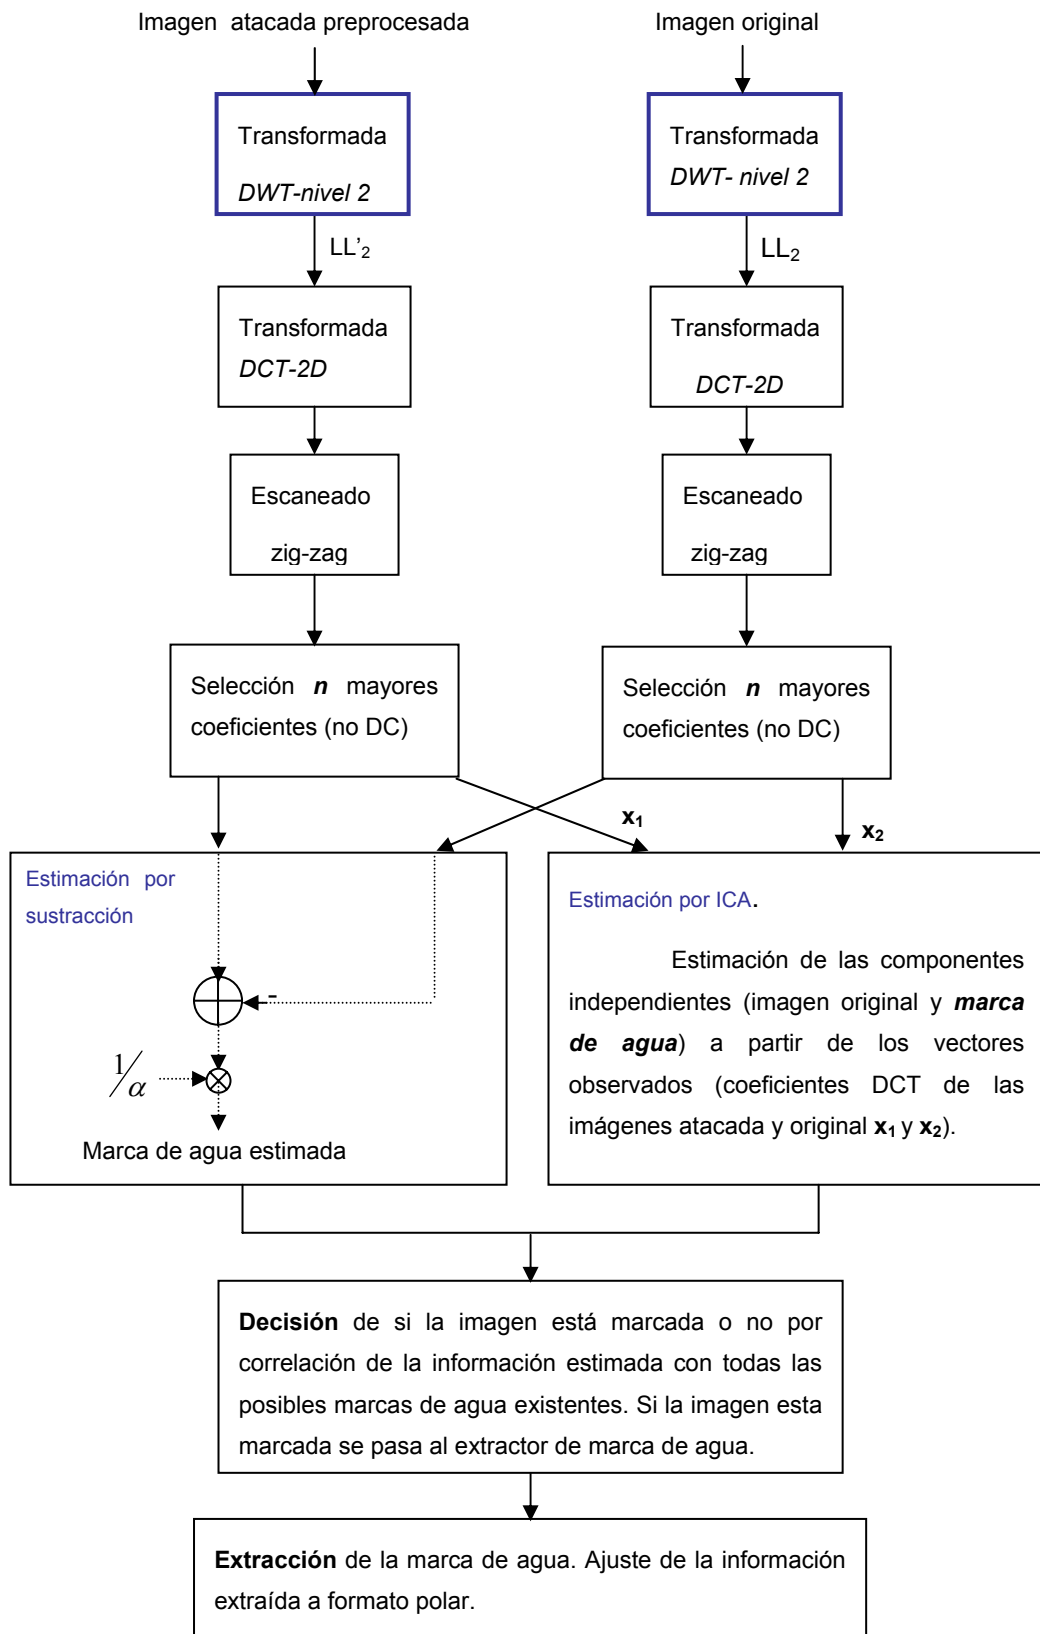 Imagen atacada preprocesada
Imagen original
Transformada
DWT-nivel 2
Transformada
DWT- nivel 2
LL’₂
LL₂
Transformada
DCT-2D
Transformada
DCT-2D
Escaneado
zig-zag
Escaneado
zig-zag
Selección n mayores
coeficientes (no DC)
Selección n mayores
coeficientes (no DC)
x₁
x₂
Estimación por
sustracción
-
1/α
Marca de agua estimada
Estimación por ICA.
Estimación de las componentes
independientes (imagen original y marca
de agua) a partir de los vectores
observados (coeficientes DCT de las
imágenes atacada y original x₁ y x₂).
Decisión de si la imagen está marcada o no por
correlación de la información estimada con todas las
posibles marcas de agua existentes. Si la imagen esta
marcada se pasa al extractor de marca de agua.
Extracción de la marca de agua. Ajuste de la información
extraída a formato polar.